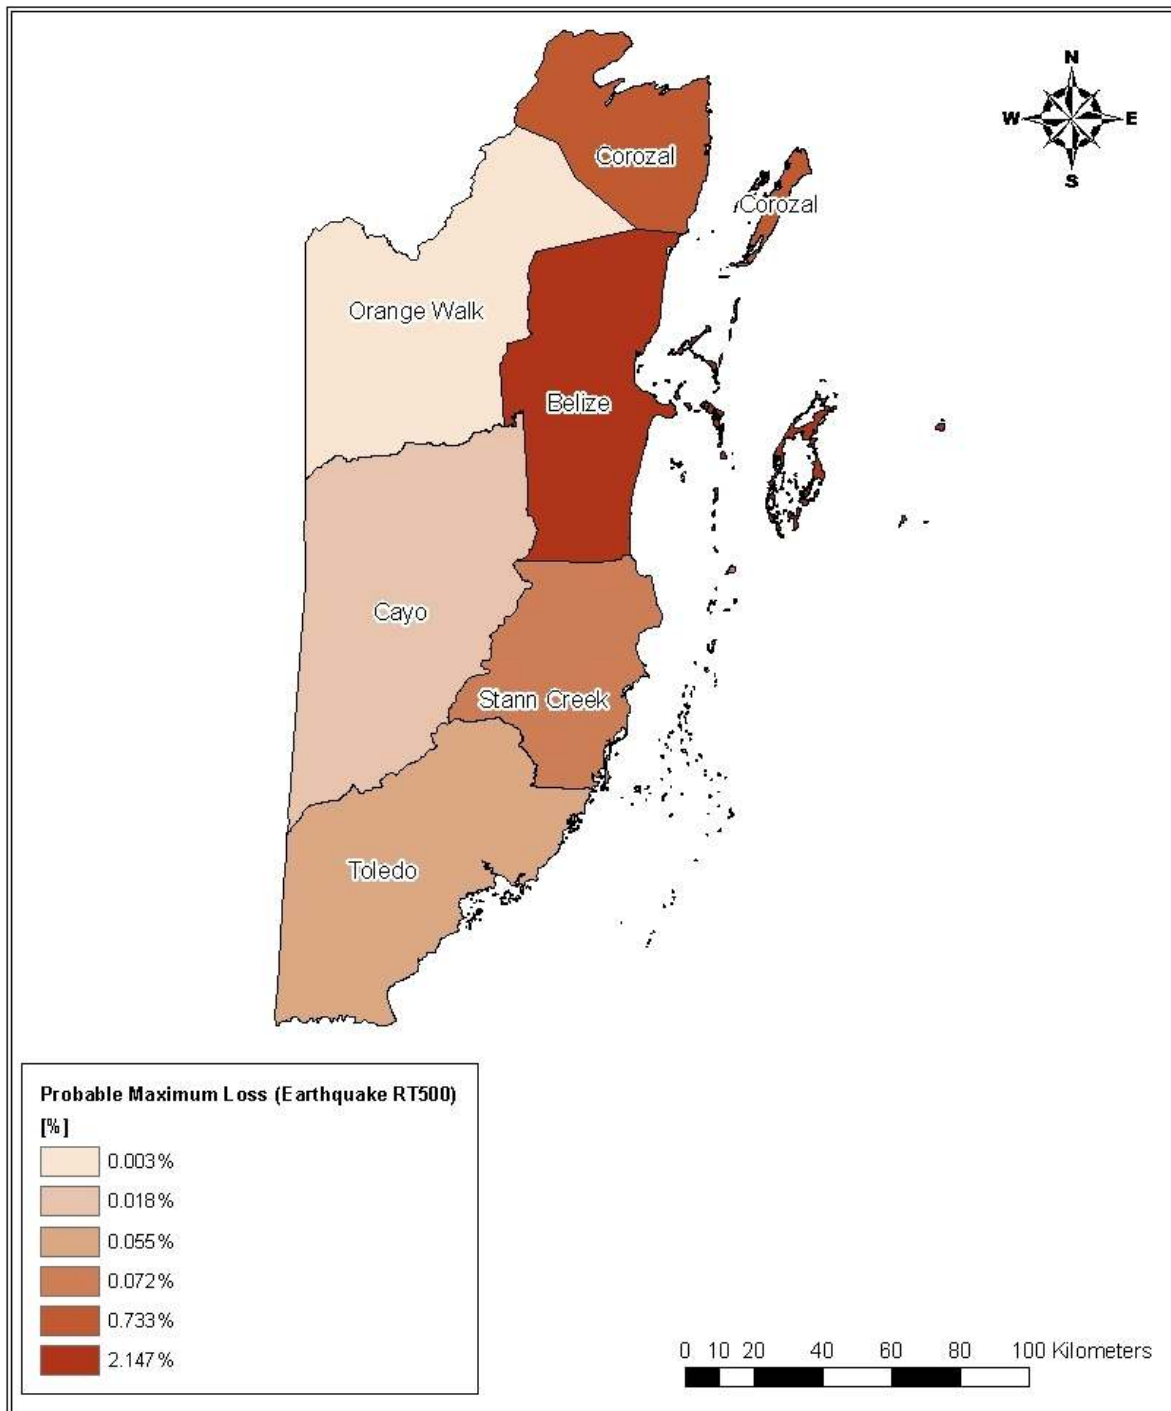 N
W E
S
Corozal
Corozal
Orange Walk
Belize
Cayo
Stann Creek
Toledo
Probable Maximum Loss (Earthquake RT500)
[%]
0.003%
0.018%
0.055%
0.072%
0.733%
2.147%
0 10 20 40 60 80 100 Kilometers